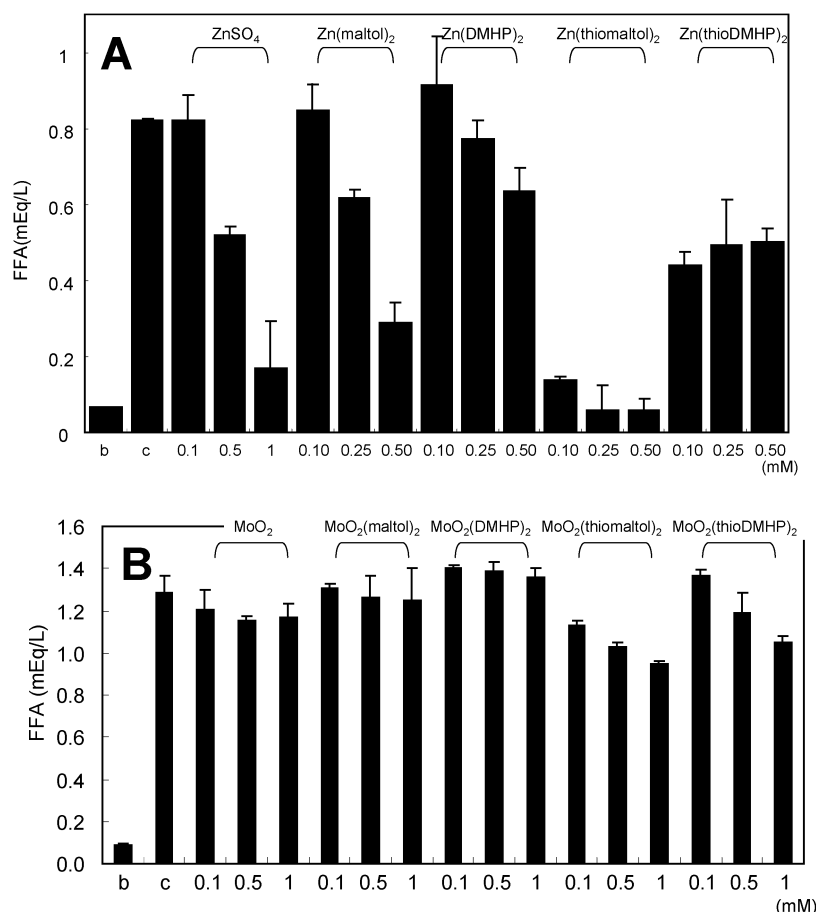 A
ZnSO4 Zn(maltol)2 Zn(DMHP)2 Zn(thiomaltol)2 Zn(thioDMHP)2
1
0.8
0.6
0.4
0.2
0
FFA(mEq/L)
b c 0.1 0.5 1 0.10 0.25 0.50 0.10 0.25 0.50 0.10 0.25 0.50 0.10 0.25 0.50
(mM)
B
MoO2 MoO2(maltol)2 MoO2(DMHP)2 MoO2(thiomaltol)2 MoO2(thioDMHP)2
1.6
1.4
1.2
1.0
0.8
0.6
0.4
0.2
0.0
FFA (mEq/L)
b c 0.1 0.5 1 0.1 0.5 1 0.1 0.5 1 0.1 0.5 1 0.1 0.5 1
(mM)